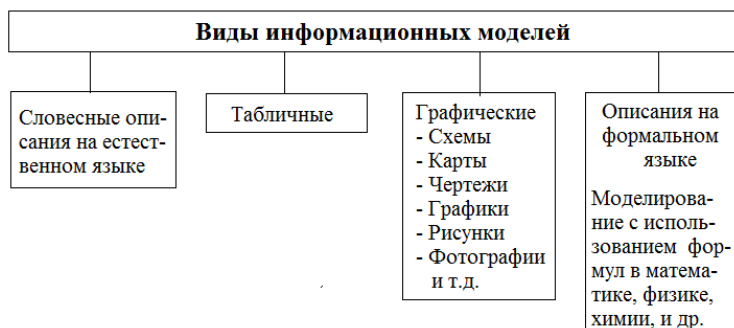 Виды информационных моделей
Словесные опи-
сания на естест-
венном языке
Табличные
Графические
- Схемы
- Карты
- Чертежи
- Графики
- Рисунки
- Фотографии
и т.д.
Описания на
формальном
языке
Моделирова-
ние с исполь-
зованием фор-
мул в матема-
тике, физике,
химии, и др.